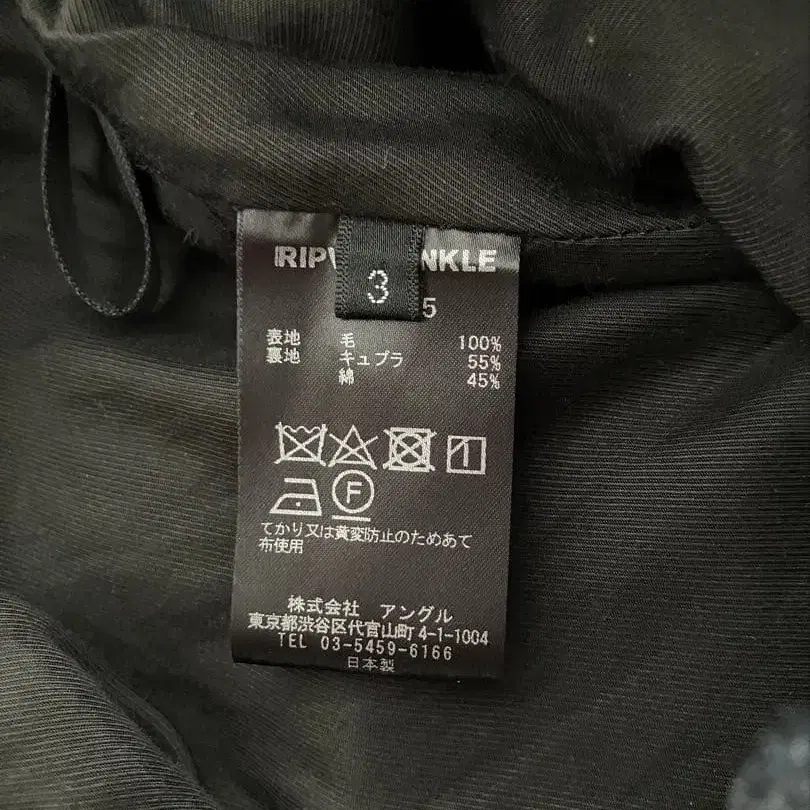 RIPV NKLE
3
5
表地 毛 100%
裏地 キュプラ 55%
綿 45%
F
てかり又は黄変防止のためあて
布使用
株式会社 アングル
東京都渋谷区代官山町4-1-1004
TEL 03-5459-6166
日本製